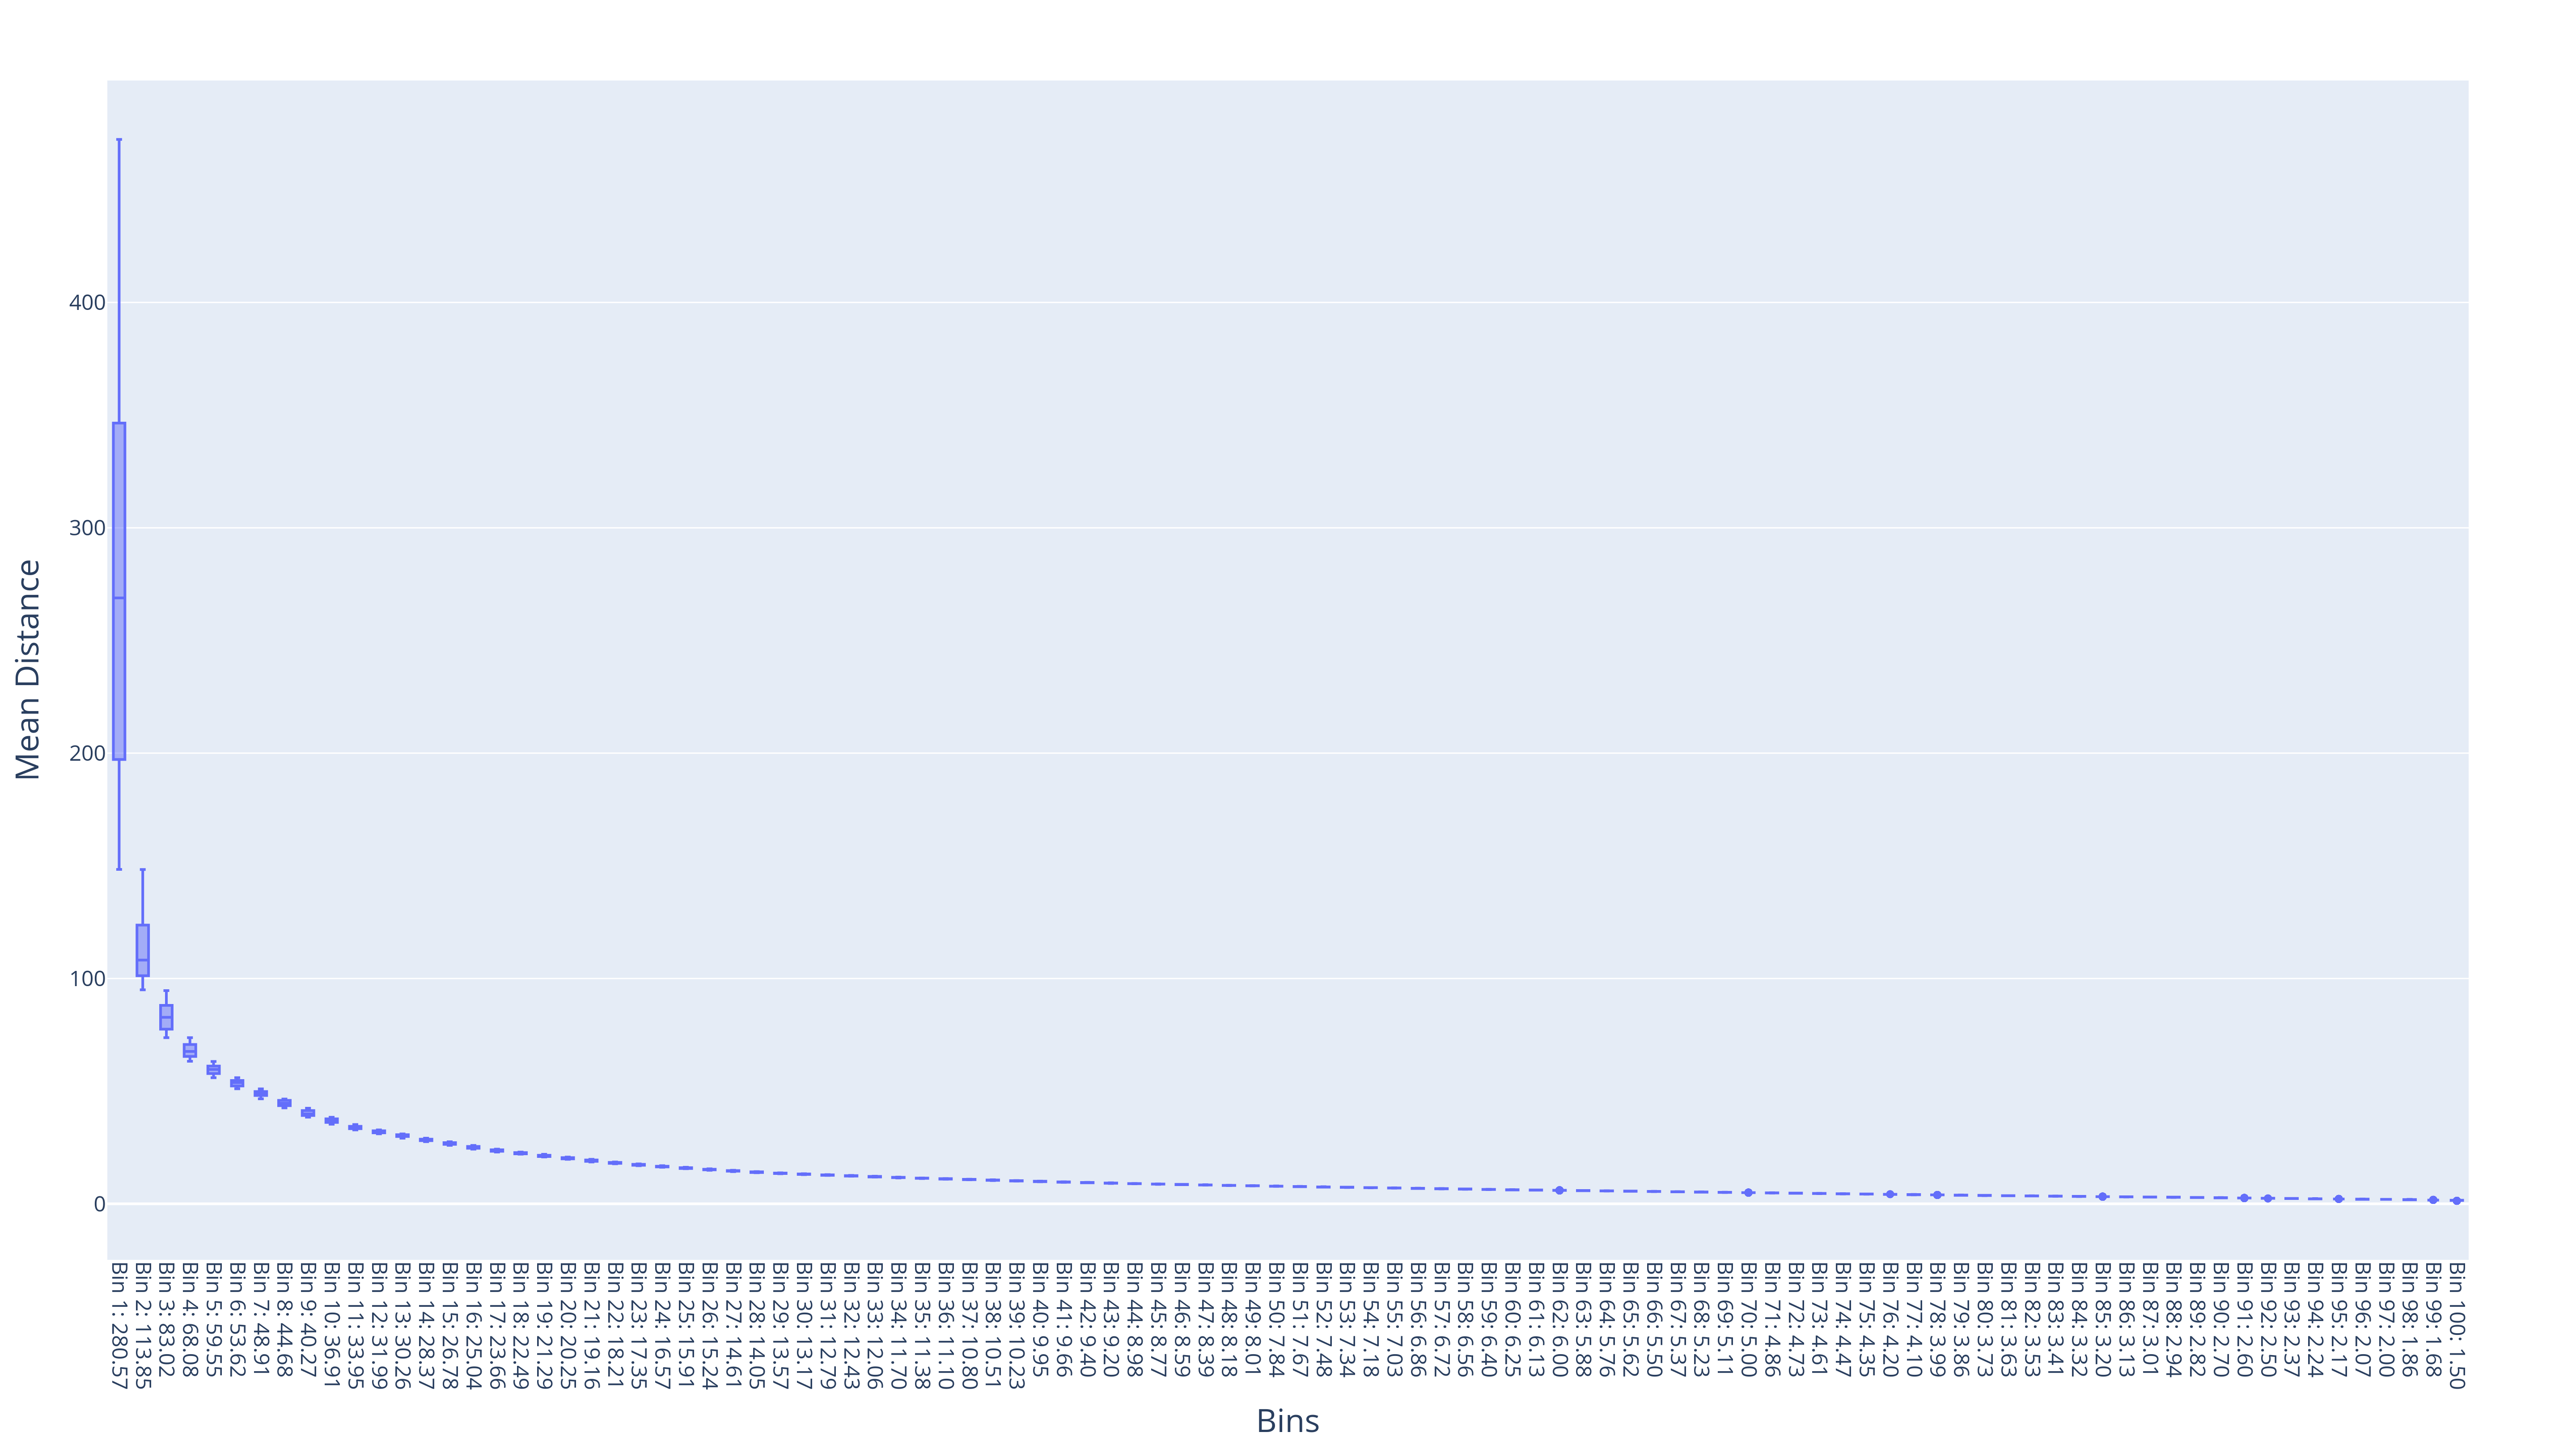 Mean Distance
400
300
200
100
0
Bin 1: 280.57
Bin 2: 113.85
Bin 3: 83.02
Bin 4: 68.08
Bin 5: 59.55
Bin 6: 53.62
Bin 7: 48.91
Bin 8: 44.68
Bin 9: 40.27
Bin 10: 36.91
Bin 11: 33.95
Bin 12: 31.99
Bin 13: 30.26
Bin 14: 28.37
Bin 15: 26.78
Bin 16: 25.04
Bin 17: 23.66
Bin 18: 22.49
Bin 19: 21.29
Bin 20: 20.25
Bin 21: 19.16
Bin 22: 18.21
Bin 23: 17.35
Bin 24: 16.57
Bin 25: 15.91
Bin 26: 15.24
Bin 27: 14.61
Bin 28: 14.05
Bin 29: 13.57
Bin 30: 13.17
Bin 31: 12.79
Bin 32: 12.43
Bin 33: 12.06
Bin 34: 11.70
Bin 35: 11.38
Bin 36: 11.10
Bin 37: 10.80
Bin 38: 10.51
Bin 39: 10.23
Bin 40: 9.95
Bin 41: 9.66
Bin 42: 9.40
Bin 43: 9.20
Bin 44: 8.98
Bin 45: 8.77
Bin 46: 8.59
Bin 47: 8.39
Bin 48: 8.18
Bin 49: 8.01
Bin 50: 7.84
Bin 51: 7.67
Bin 52: 7.48
Bin 53: 7.34
Bin 54: 7.18
Bin 55: 7.03
Bin 56: 6.86
Bin 57: 6.72
Bin 58: 6.56
Bin 59: 6.40
Bin 60: 6.25
Bin 61: 6.13
Bin 62: 6.00
Bin 63: 5.88
Bin 64: 5.76
Bin 65: 5.62
Bin 66: 5.50
Bin 67: 5.37
Bin 68: 5.23
Bin 69: 5.11
Bin 70: 5.00
Bin 71: 4.86
Bin 72: 4.73
Bin 73: 4.61
Bin 74: 4.47
Bin 75: 4.35
Bin 76: 4.20
Bin 77: 4.10
Bin 78: 3.99
Bin 79: 3.86
Bin 80: 3.73
Bin 81: 3.63
Bin 82: 3.53
Bin 83: 3.41
Bin 84: 3.32
Bin 85: 3.20
Bin 86: 3.13
Bin 87: 3.01
Bin 88: 2.94
Bin 89: 2.82
Bin 90: 2.70
Bin 91: 2.60
Bin 92: 2.50
Bin 93: 2.37
Bin 94: 2.24
Bin 95: 2.17
Bin 96: 2.07
Bin 97: 2.00
Bin 98: 1.86
Bin 99: 1.68
Bin 100: 1.50
Bins